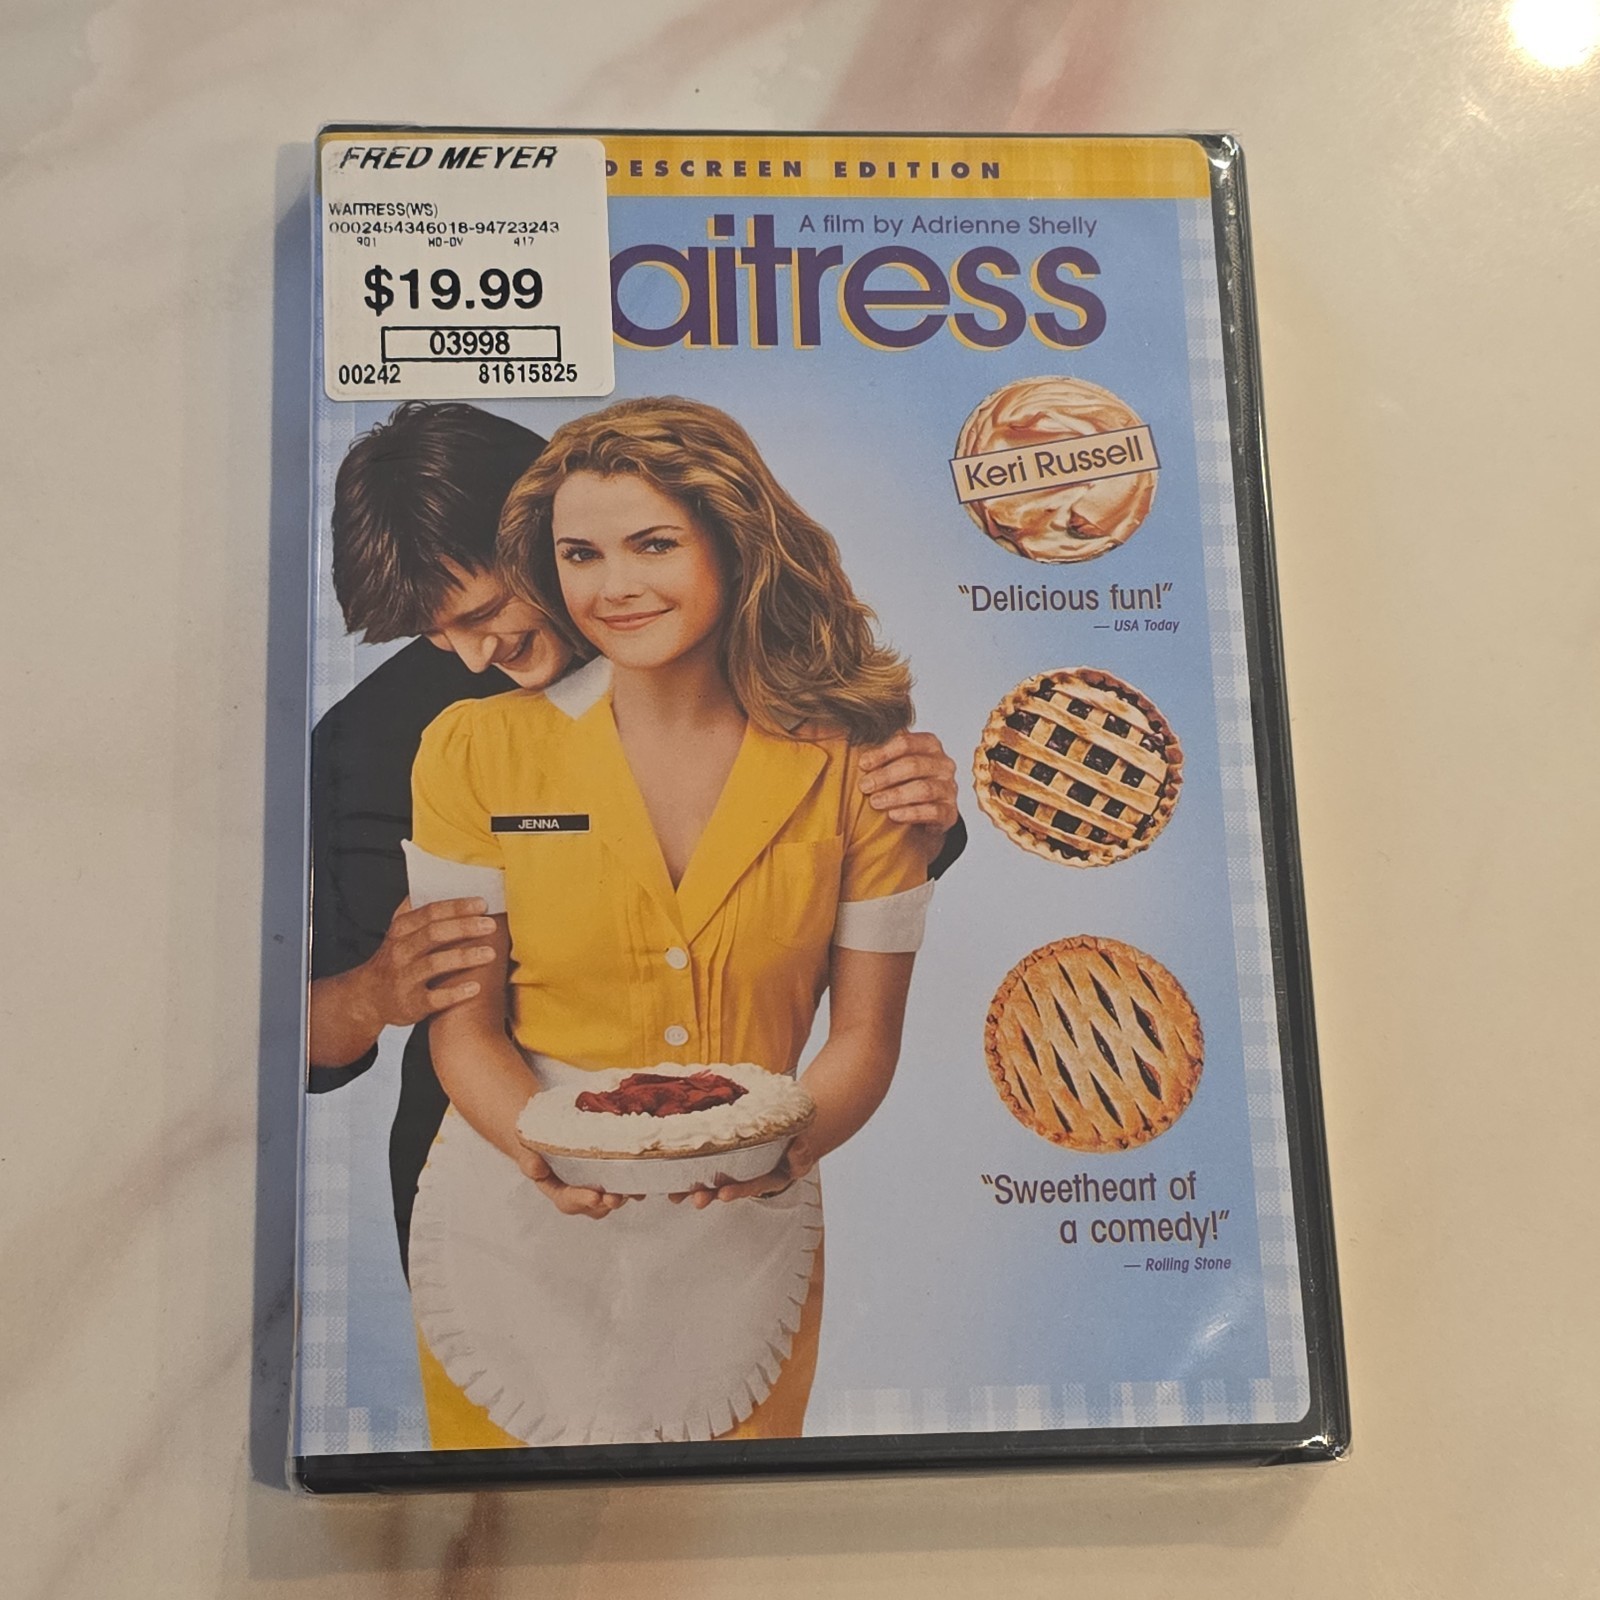 FRED MEYER
WAITRESS(WS)
0002454346018-94723243
901 HD-DV 417
$19.99
03998
00242 81615825
DESCREEN EDITION
A film by Adrienne Shelly
aitress
Keri Russell
"Delicious fun!"
— USA Today
JENNA
"Sweetheart of
a comedy!"
— Rolling Stone